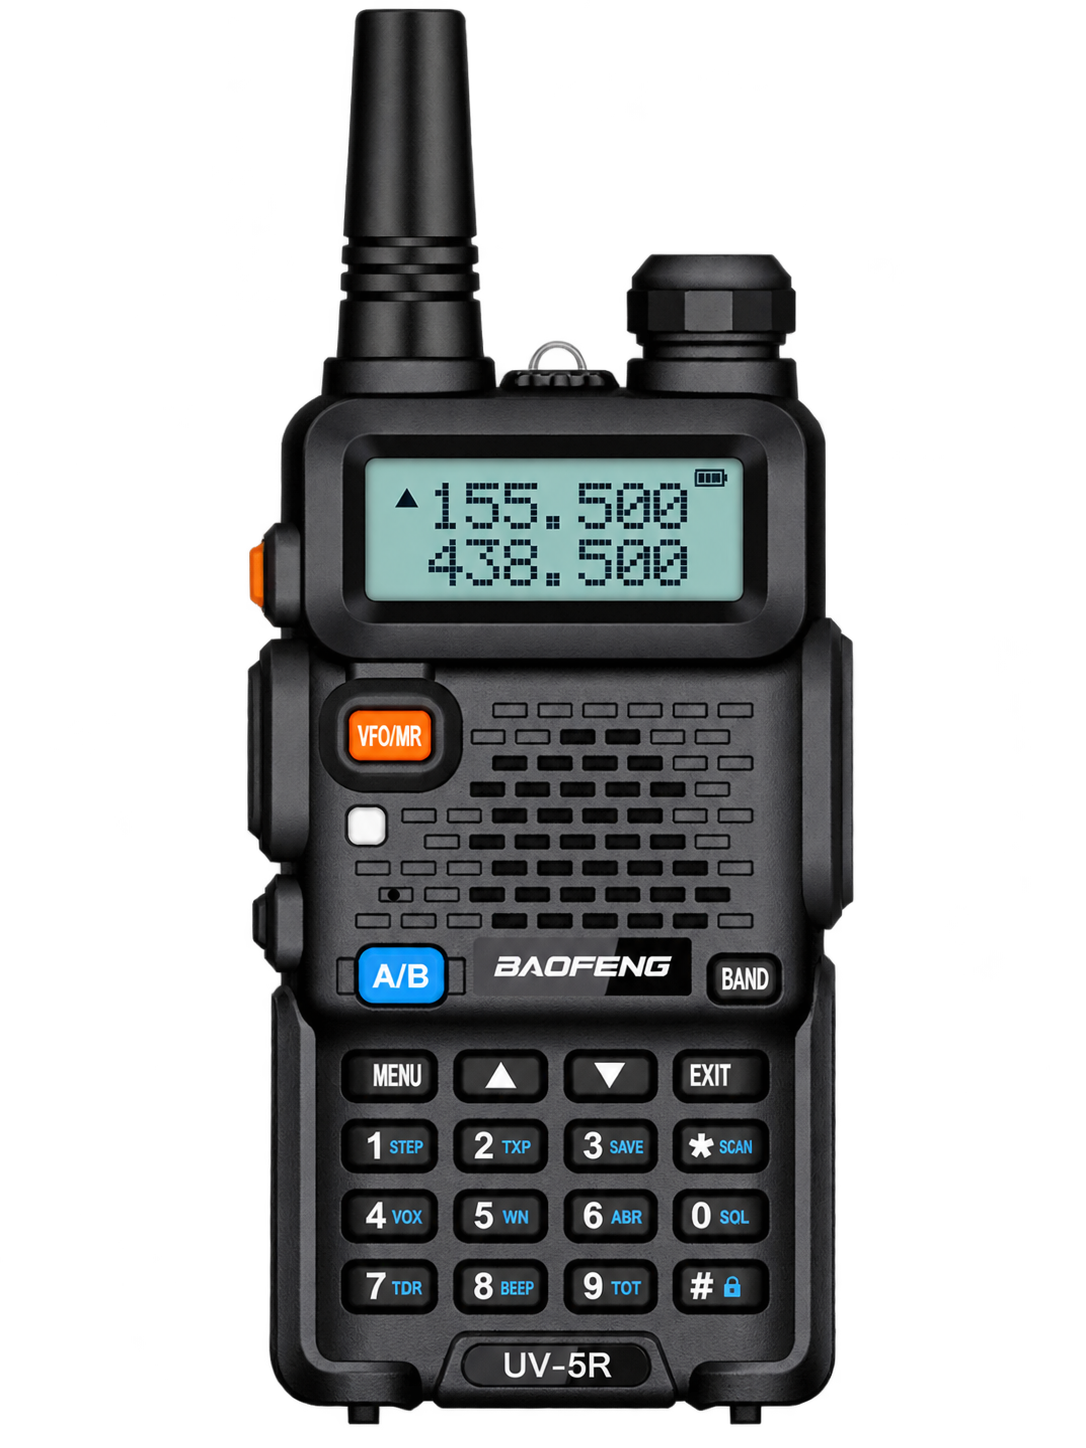 ▲155.500
438.500
VFO/MR
A/B
BAOFENG
BAND
MENU ▲ ▼ EXIT
1 STEP 2 TXP 3 SAVE * SCAN
4 VOX 5 WN 6 ABR 0 SQL
7 TDR 8 BEEP 9 TOT #
UV-5R